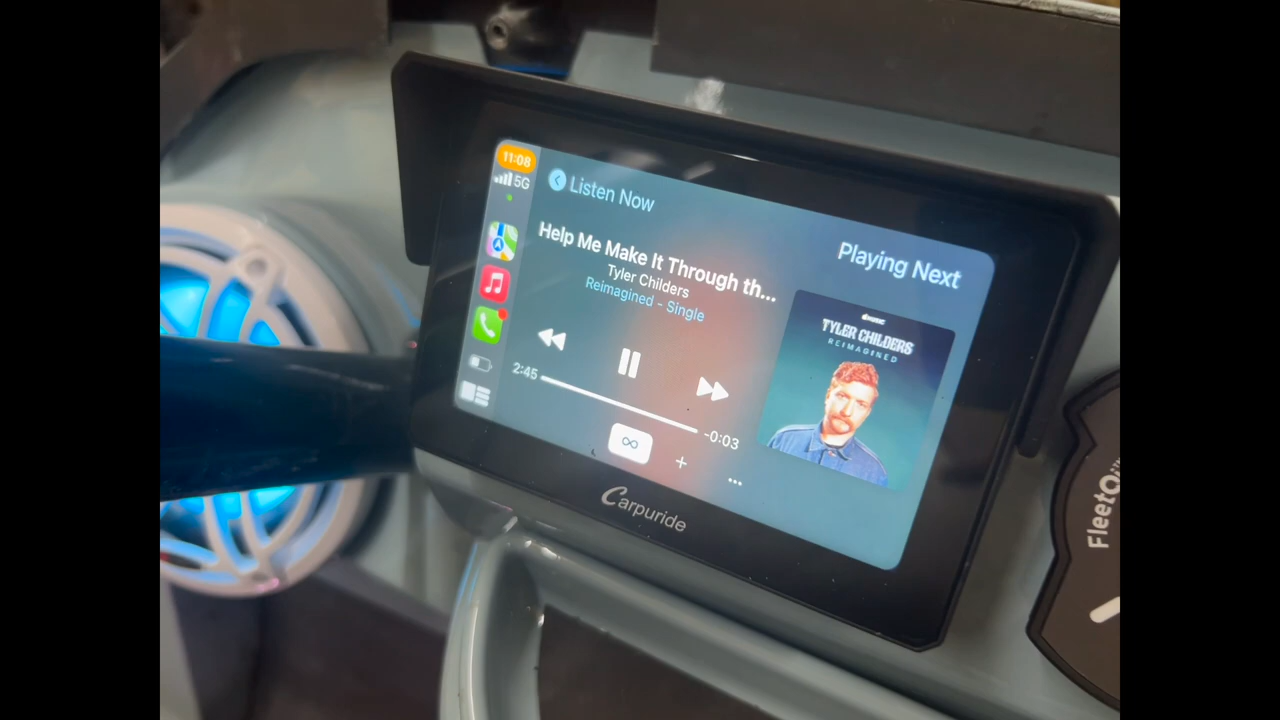 11:08
5G
Listen Now
Playing Next
Help Me Make It Through th...
Tyler Childers
Reimagined - Single
2:45
-0:03
TYLER CHILDERS
REIMAGINED
Carpuride